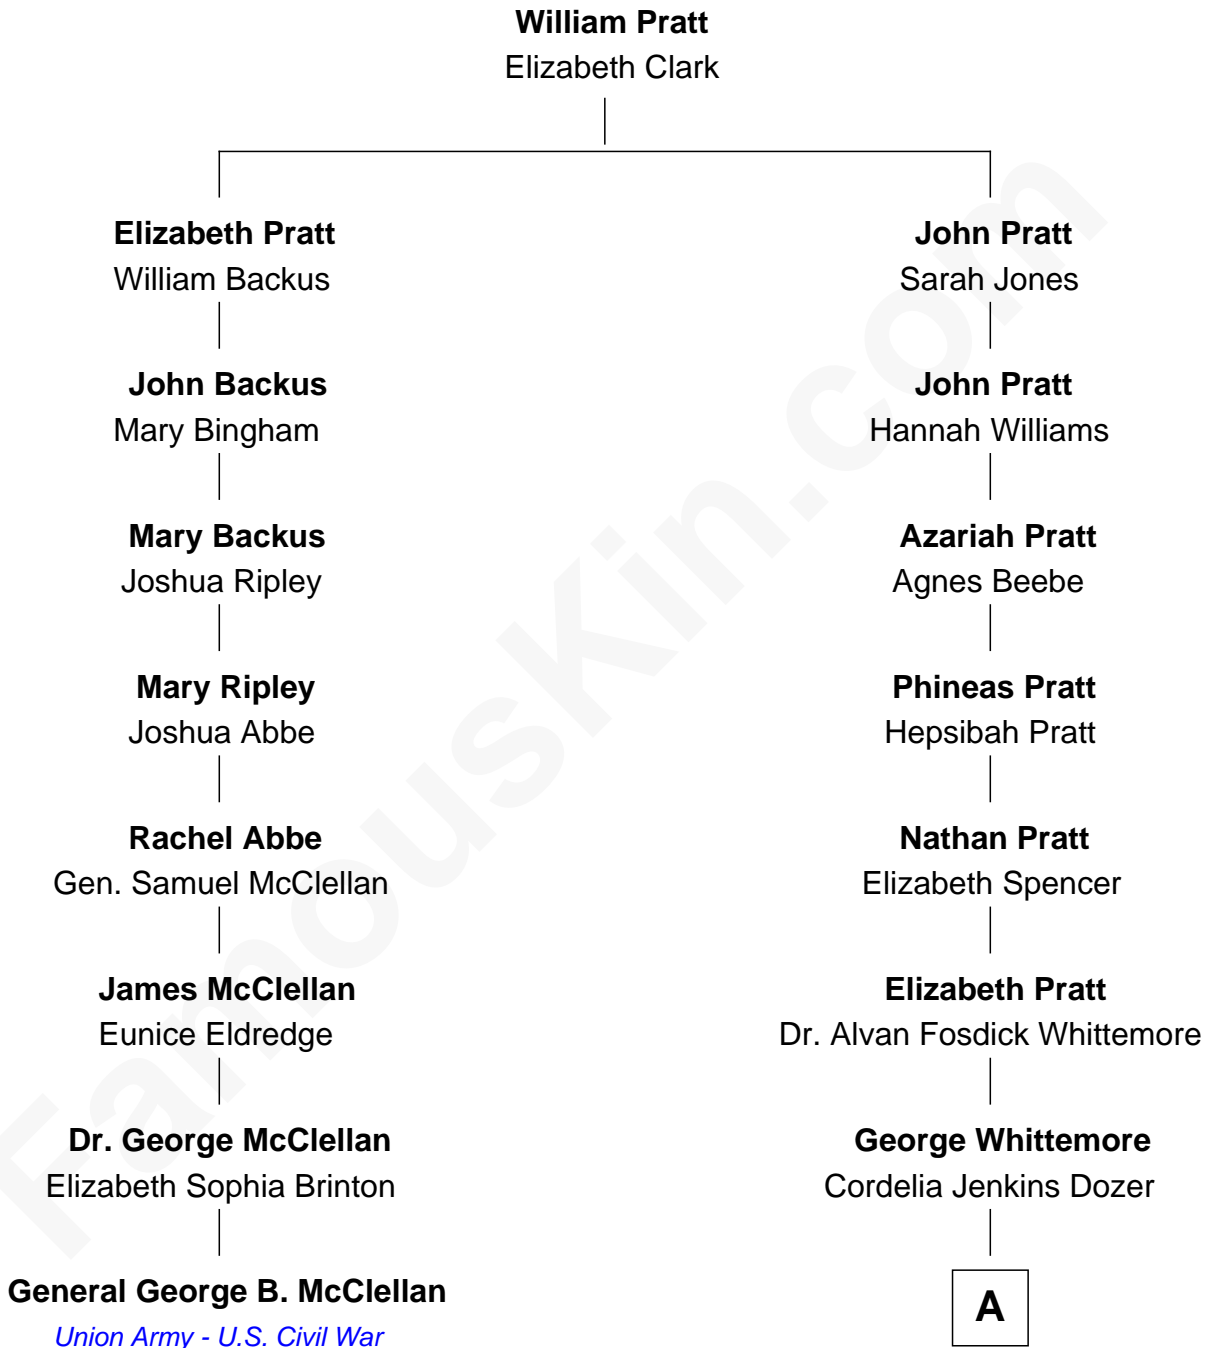 William Pratt
Elizabeth Clark
Elizabeth Pratt
William Backus
John Backus
Mary Bingham
Mary Backus
Joshua Ripley
Mary Ripley
Joshua Abbe
Rachel Abbe
Gen. Samuel McClellan
James McClellan
Eunice Eldredge
Dr. George McClellan
Elizabeth Sophia Brinton
General George B. McClellan
Union Army - U.S. Civil War
John Pratt
Sarah Jones
John Pratt
Hannah Williams
Azariah Pratt
Agnes Beebe
Phineas Pratt
Hepsibah Pratt
Nathan Pratt
Elizabeth Spencer
Elizabeth Pratt
Dr. Alvan Fosdick Whittemore
George Whittemore
Cordelia Jenkins Dozer
A
FamousKin.com